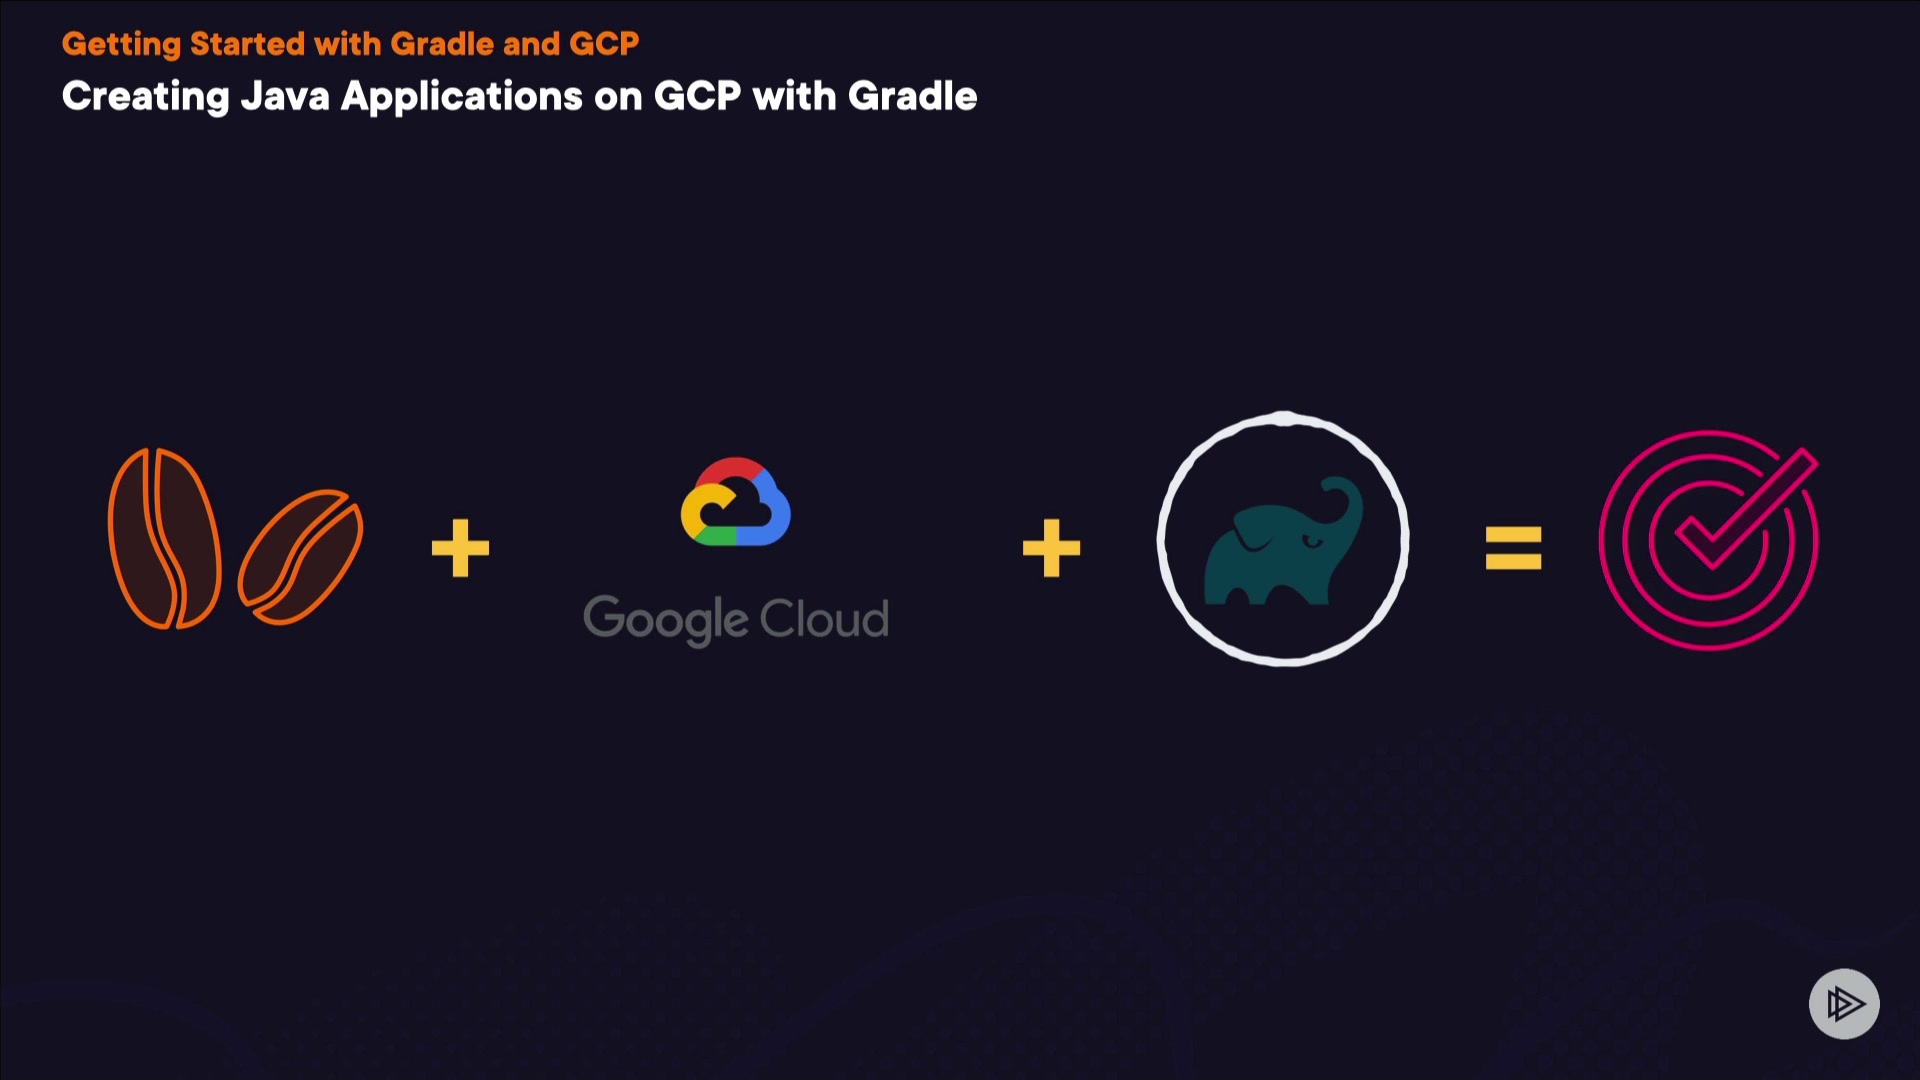 Getting Started with Gradle and GCP
Creating Java Applications on GCP with Gradle
Google Cloud